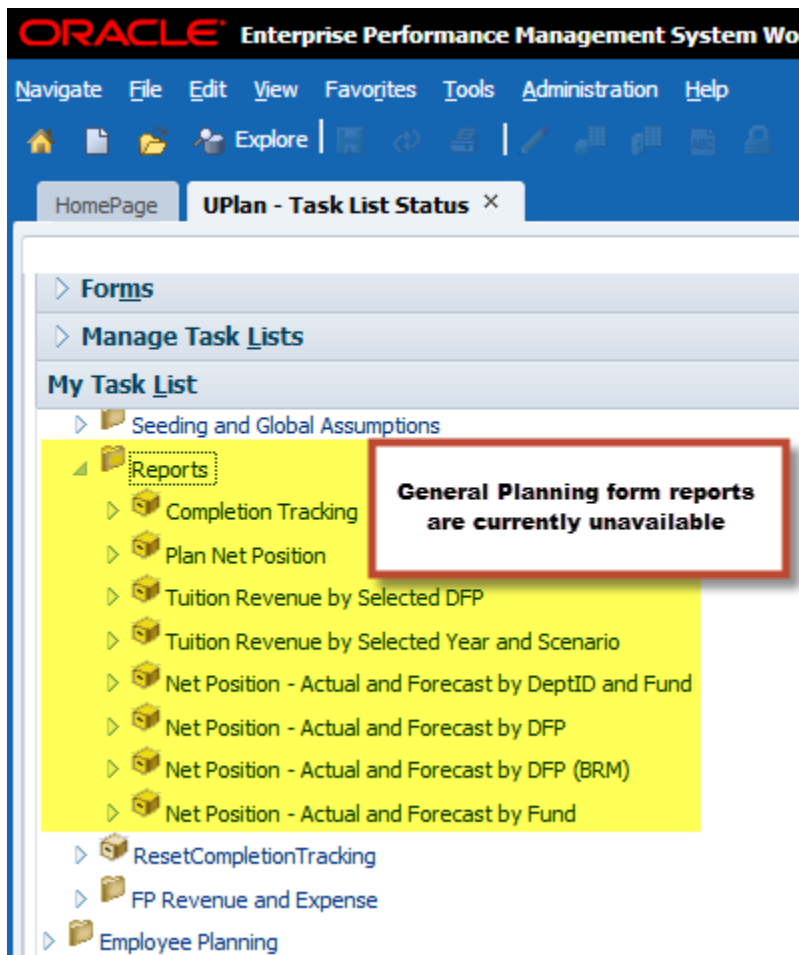 ORACLE Enterprise Performance Management System Wo
Navigate File Edit View Favorites Tools Administration Help
Explore
HomePage UPlan - Task List Status ×
Forms
Manage Task Lists
My Task List
Seeding and Global Assumptions
Reports
General Planning form reports
are currently unavailable
Completion Tracking
Plan Net Position
Tuition Revenue by Selected DFP
Tuition Revenue by Selected Year and Scenario
Net Position - Actual and Forecast by DeptID and Fund
Net Position - Actual and Forecast by DFP
Net Position - Actual and Forecast by DFP (BRM)
Net Position - Actual and Forecast by Fund
ResetCompletionTracking
FP Revenue and Expense
Employee Planning